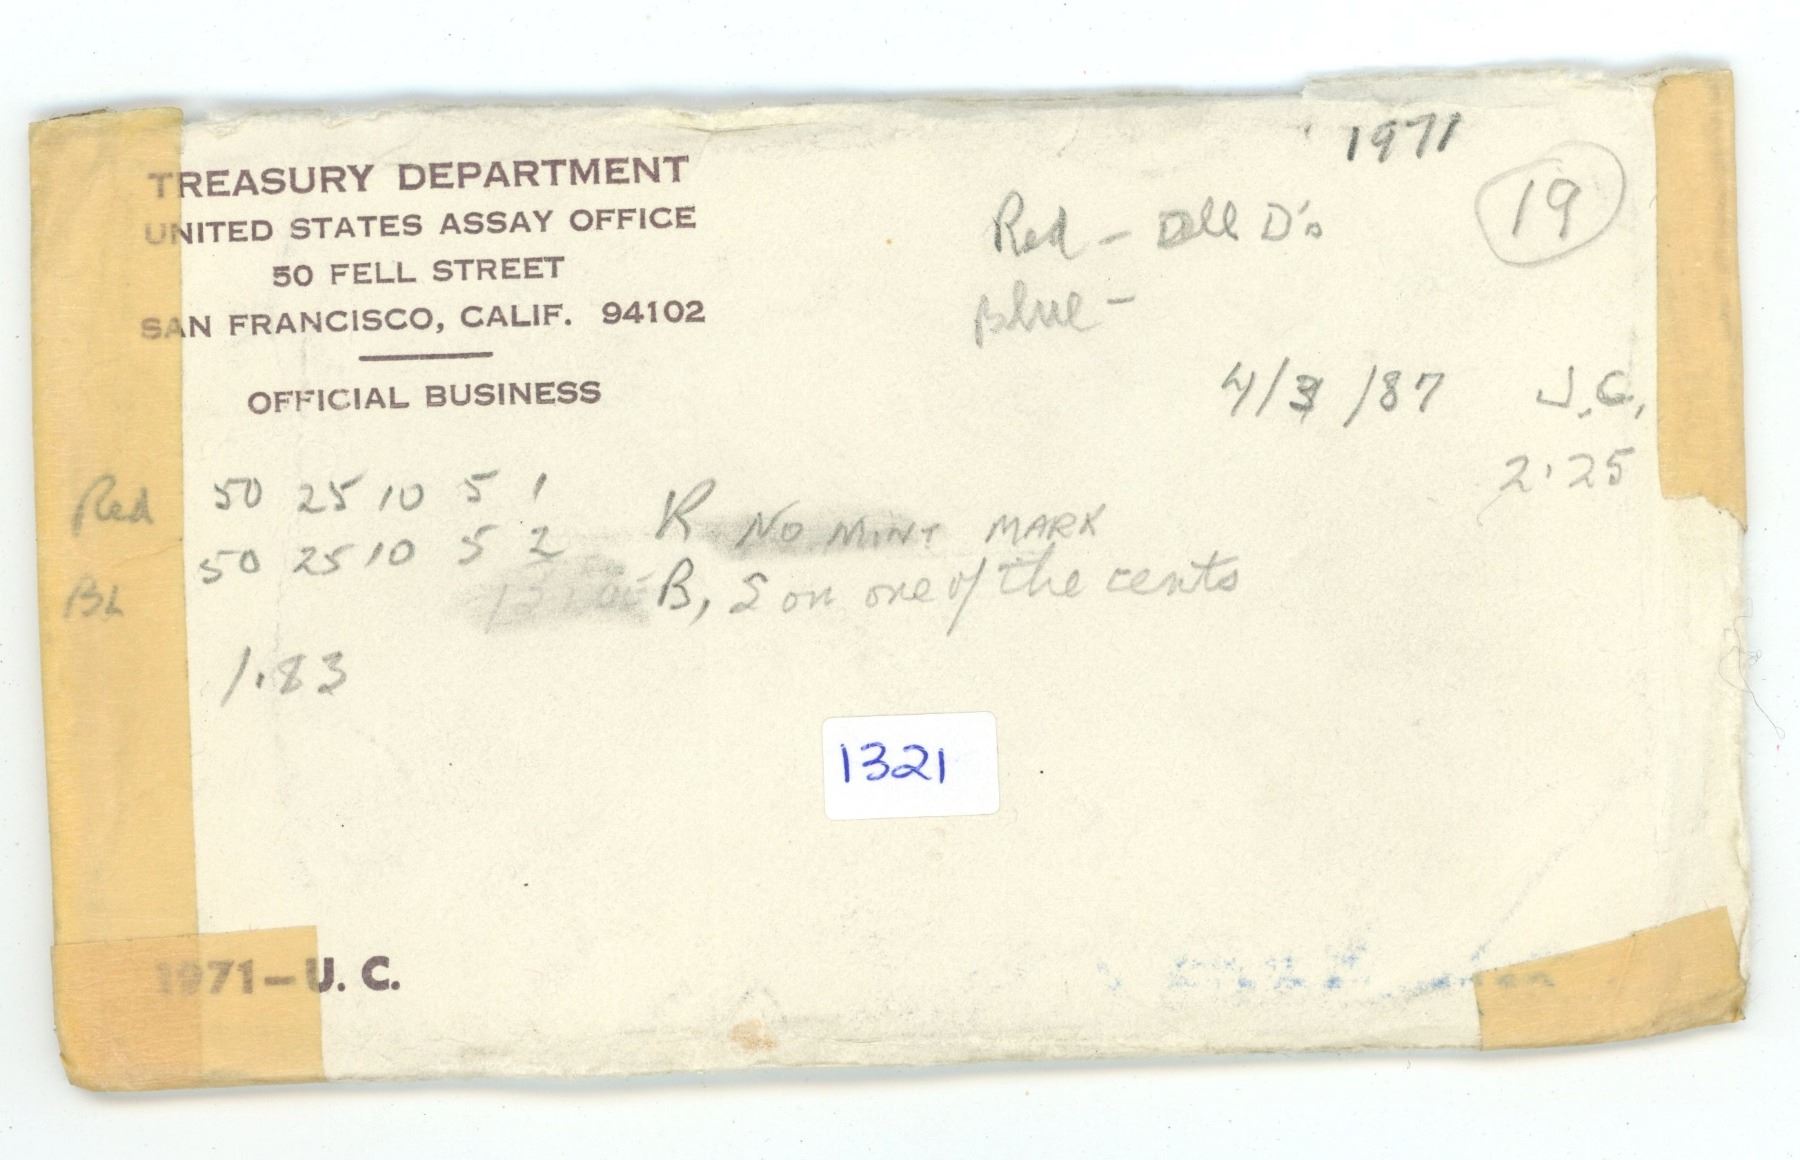 TREASURY DEPARTMENT
UNITED STATES ASSAY OFFICE
50 FELL STREET
SAN FRANCISCO, CALIF. 94102
OFFICIAL BUSINESS
1971
19
Red - All D's
Blue -
4/3/87 J.C.
2.25
Red 50 25 10 5 1
BL 50 25 10 5 2
R NO MINT MARK
B, S on one of the cents
1.83
1321
1971-U. C.